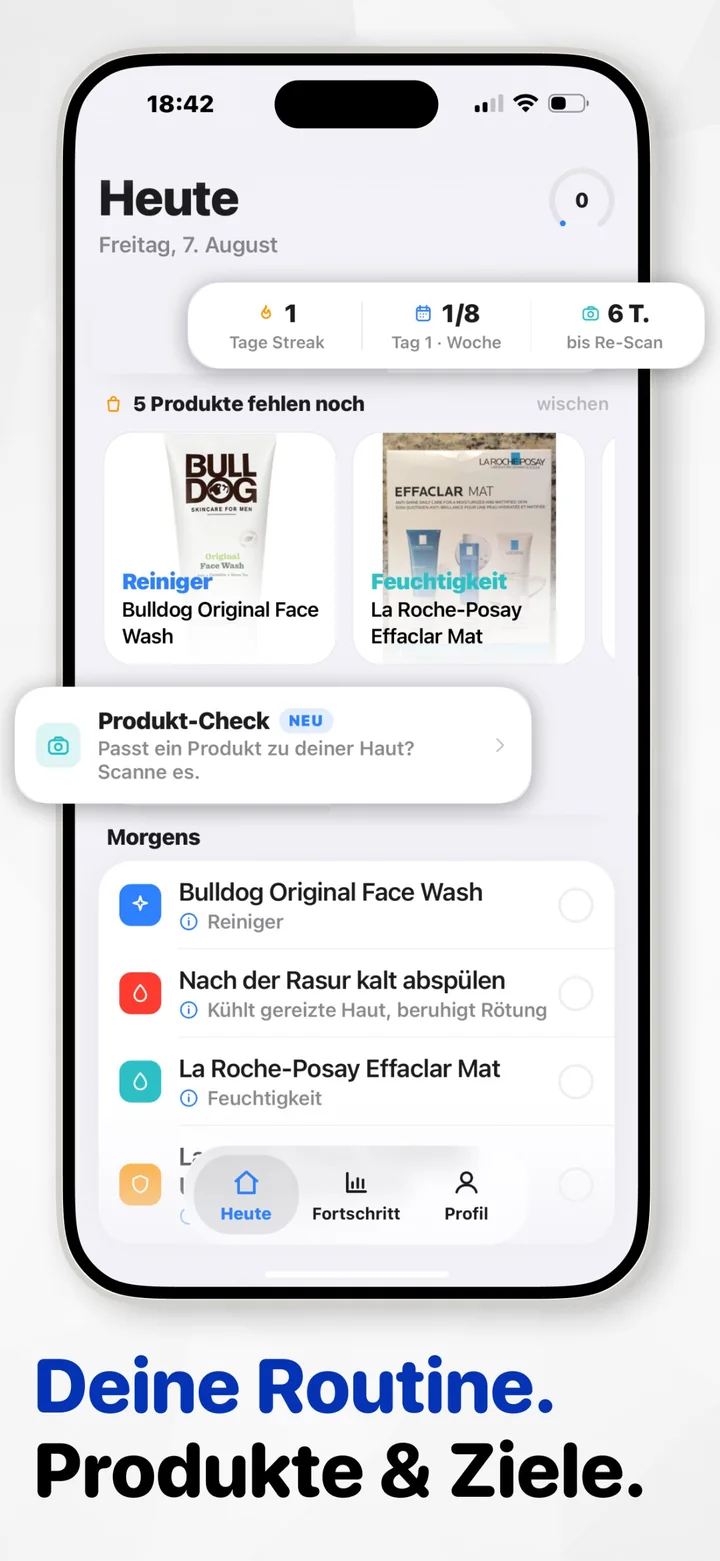 18:42
Heute
0
Freitag, 7. August
1
Tage Streak
1/8
Tag 1 · Woche
6 T.
bis Re-Scan
5 Produkte fehlen noch
wischen
BULL
DOG
SKINCARE FOR MEN
Original
Face Wash
Reiniger
Bulldog Original Face
Wash
LA ROCHE-POSAY
EFFACLAR MAT
Feuchtigkeit
La Roche-Posay
Effaclar Mat
Produkt-Check
NEU
Passt ein Produkt zu deiner Haut?
Scanne es.
Morgens
Bulldog Original Face Wash
Reiniger
Nach der Rasur kalt abspülen
Kühlt gereizte Haut, beruhigt Rötung
La Roche-Posay Effaclar Mat
Feuchtigkeit
Heute
Fortschritt
Profil
Deine Routine.
Produkte & Ziele.